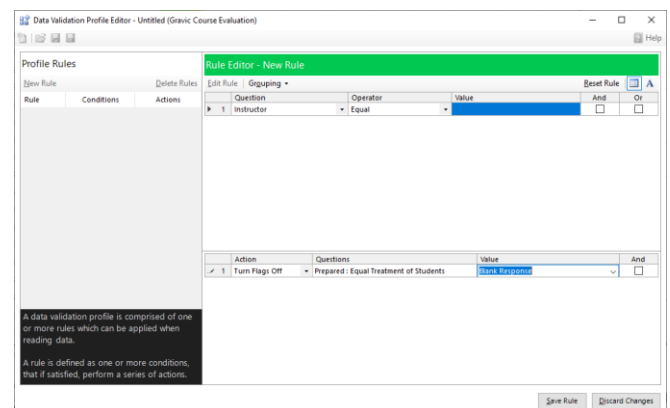 Data Validation Profile Editor - Untitled (Gravic Course Evaluation)
Help
Profile Rules
New Rule Delete Rules
Rule Conditions Actions
A data validation profile is comprised of one
or more rules which can be applied when
reading data.
A rule is defined as one or more conditions,
that if satisfied, perform a series of actions.
Rule Editor - New Rule
Edit Rule Grouping Reset Rule A
Question Operator Value And Or
1 Instructor Equal
Action Questions Value And
1 Turn Flags Off Prepared : Equal Treatment of Students Blank Response
Save Rule Discard Changes